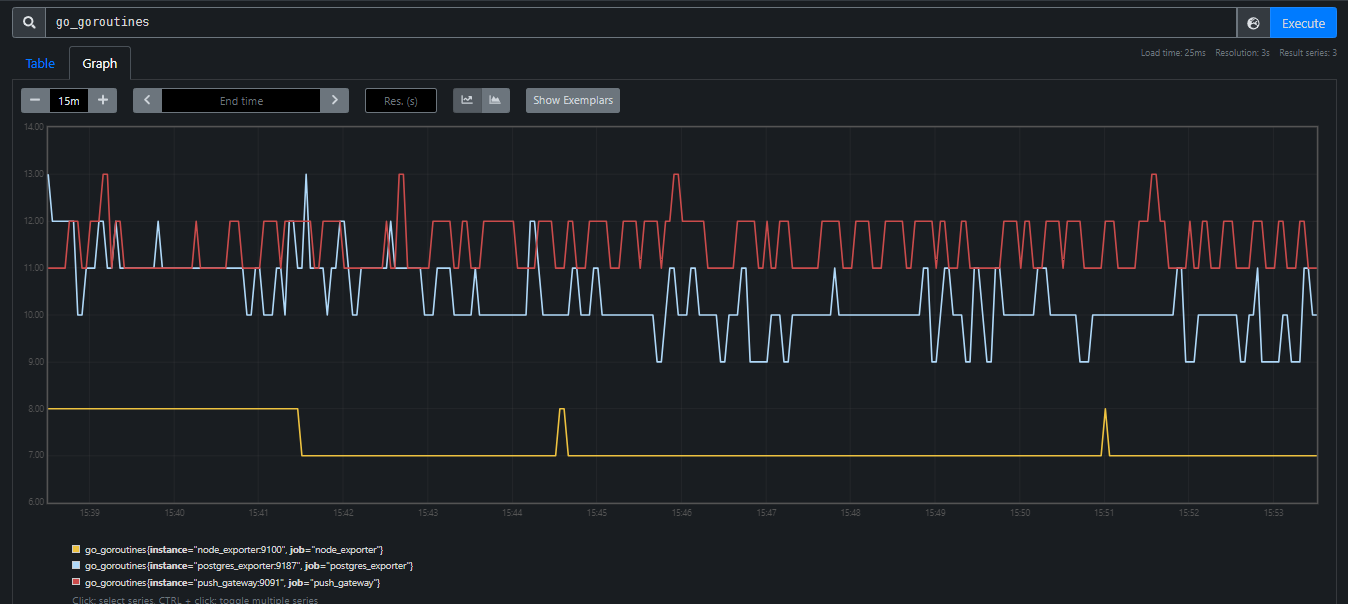 go_goroutines Execute
Table Graph Load time: 25ms Resolution: 3s Result series: 3
15m End time Res. (s) Show Exemplars
14.00
13.00
12.00
11.00
10.00
9.00
8.00
7.00
6.00
15:39 15:40 15:41 15:42 15:43 15:44 15:45 15:46 15:47 15:48 15:49 15:50 15:51 15:52 15:53
go_goroutines{instance="node_exporter:9100", job="node_exporter"}
go_goroutines{instance="postgres_exporter:9187", job="postgres_exporter"}
go_goroutines{instance="push_gateway:9091", job="push_gateway"}
Click: select series, CTRL + click: toggle multiple series